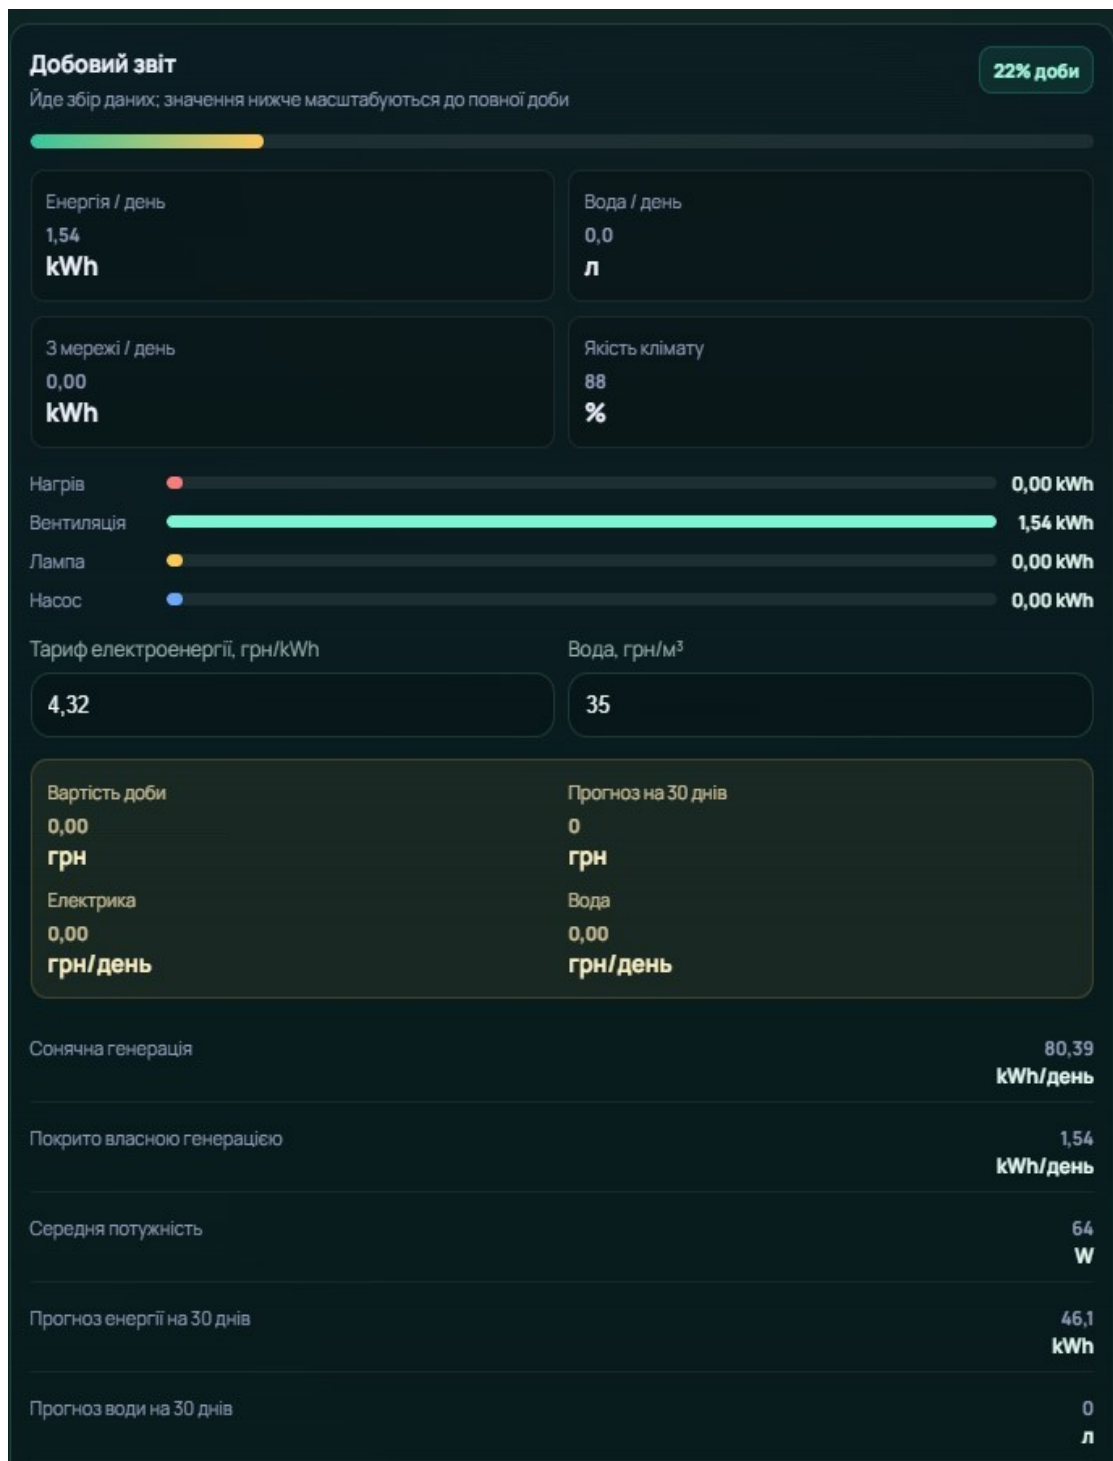 Добовий звіт
22% доби
Йде збір даних; значення нижче масштабуються до повної доби
Енергія / день
1,54
kWh
Вода / день
0,0
л
З мережі / день
0,00
kWh
Якість клімату
88
%
Нагрів 0,00 kWh
Вентиляція 1,54 kWh
Лампа 0,00 kWh
Насос 0,00 kWh
Тариф електроенергії, грн/kWh
4,32
Вода, грн/м³
35
Вартість доби
0,00
грн
Прогноз на 30 днів
0
грн
Електрика
0,00
грн/день
Вода
0,00
грн/день
Сонячна генерація
80,39
kWh/день
Покрито власною генерацією
1,54
kWh/день
Середня потужність
64
W
Прогноз енергії на 30 днів
46,1
kWh
Прогноз води на 30 днів
0
л